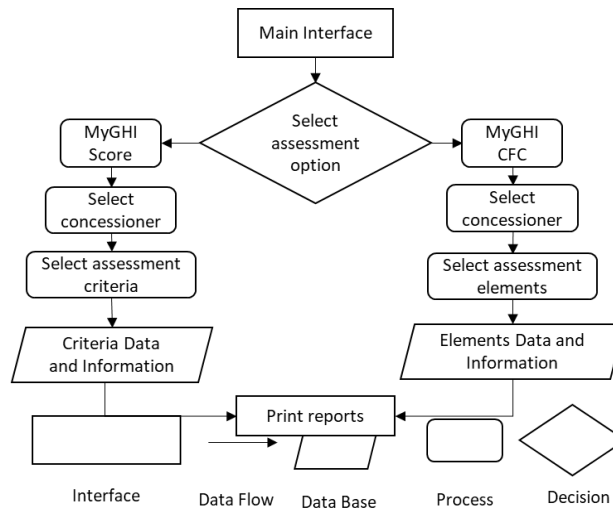 Main Interface
Select
assessment
option
MyGHI
Score
MyGHI
CFC
Select
concessioner
Select
concessioner
Select assessment
criteria
Select assessment
elements
Criteria Data
and Information
Elements Data and
Information
Print reports
Interface
Data Flow
Data Base
Process
Decision